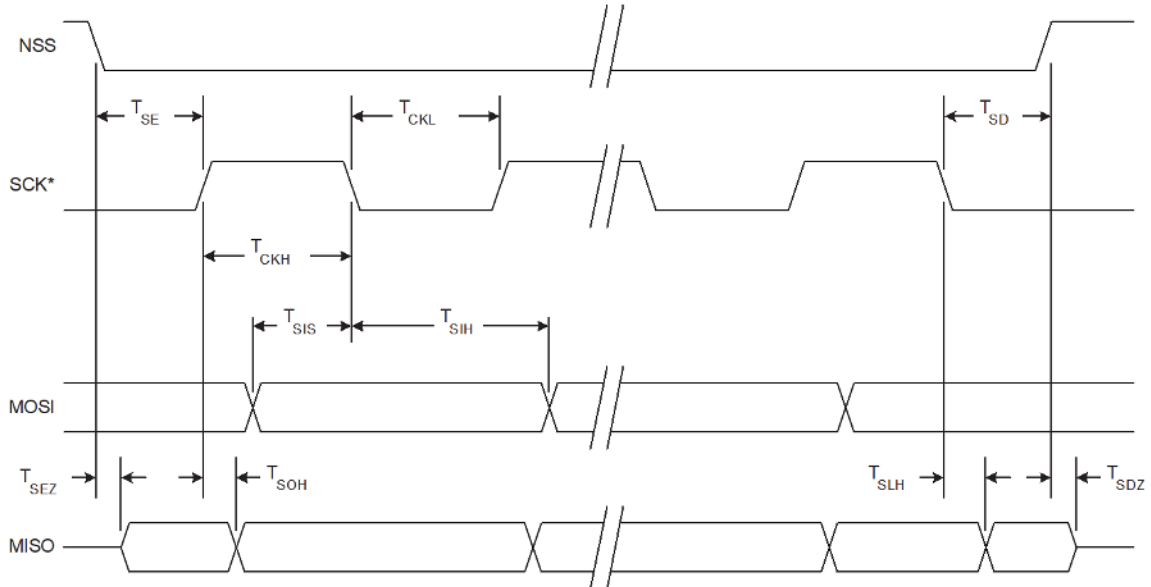 NSS
TSE
TCKL
TSD
SCK*
TCKH
TSIS
TSIH
MOSI
TSEZ
TSOH
TSLH
TSDZ
MISO